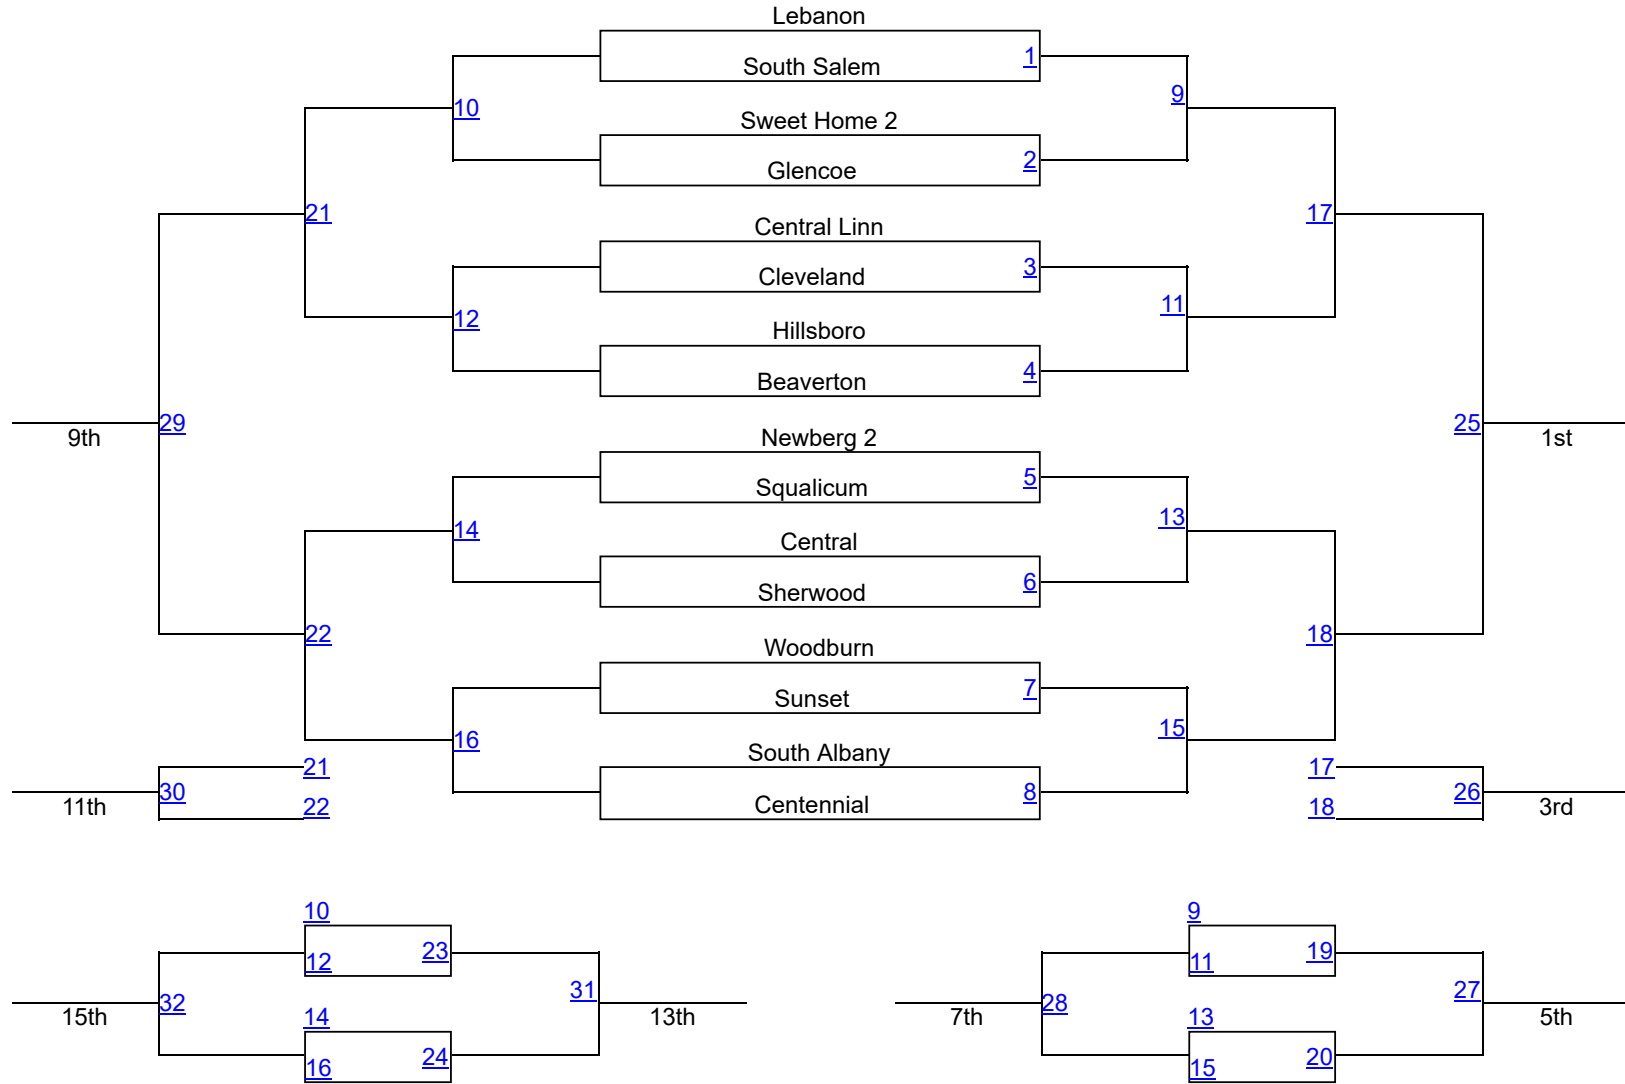 Lebanon
South Salem 1
10 9
Sweet Home 2
Glencoe 2
21 17
Central Linn
Cleveland 3
12 11
Hillsboro
Beaverton 4
29 25
9th 1st
Newberg 2
Squalicum 5
14 13
Central
Sherwood 6
22 18
Woodburn
Sunset 7
16 15
South Albany
21 17
30 Centennial 8 26
11th 22 18 3rd
10 9
12 23 11 19
32 31 28 27
15th 14 13th 7th 13 5th
16 24 15 20